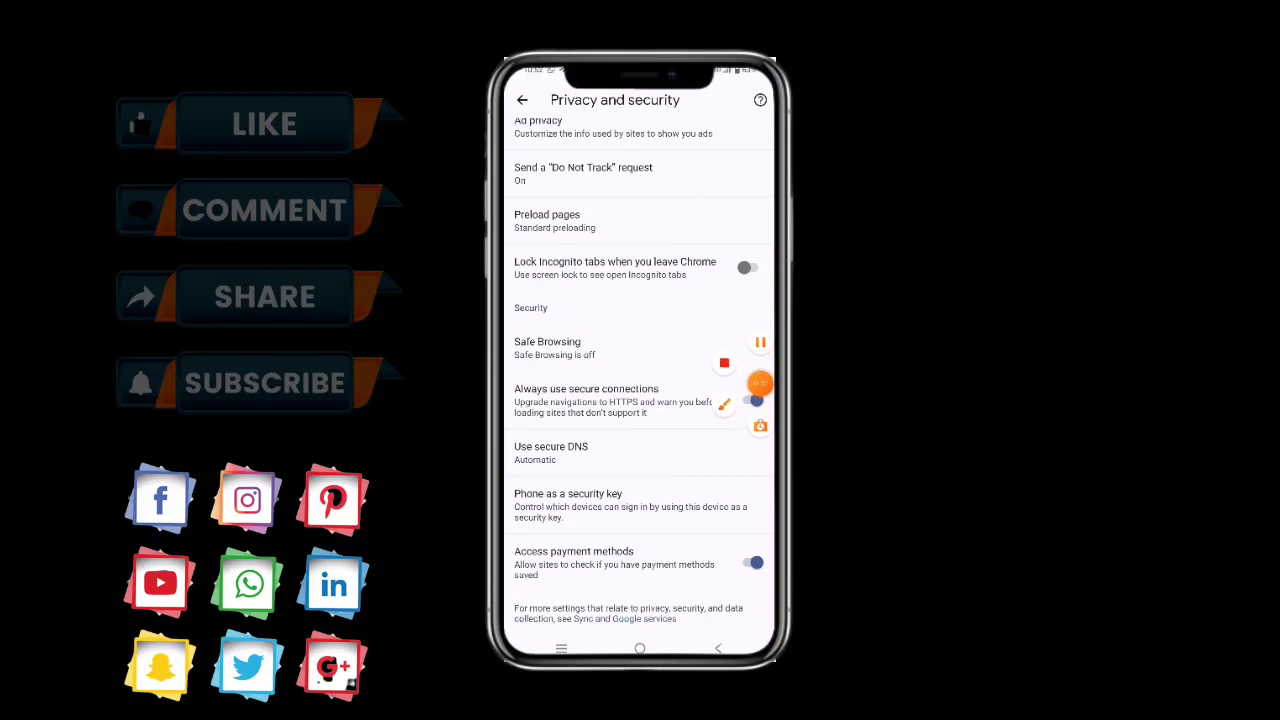 LIKE
COMMENT
SHARE
SUBSCRIBE
Privacy and security
Ad privacy
Customize the info used by sites to show you ads
Send a "Do Not Track" request
On
Preload pages
Standard preloading
Lock Incognito tabs when you leave Chrome
Use screen lock to see open Incognito tabs
Security
Safe Browsing
Safe Browsing is off
Always use secure connections
Upgrade navigations to HTTPS and warn you
loading sites that don't support it
Use secure DNS
Automatic
Phone as a security key
Control which devices can sign in by using this device as a
security key.
Access payment methods
Allow sites to check if you have payment methods
saved
For more settings that relate to privacy, security, and data
collection, see Sync and Google services